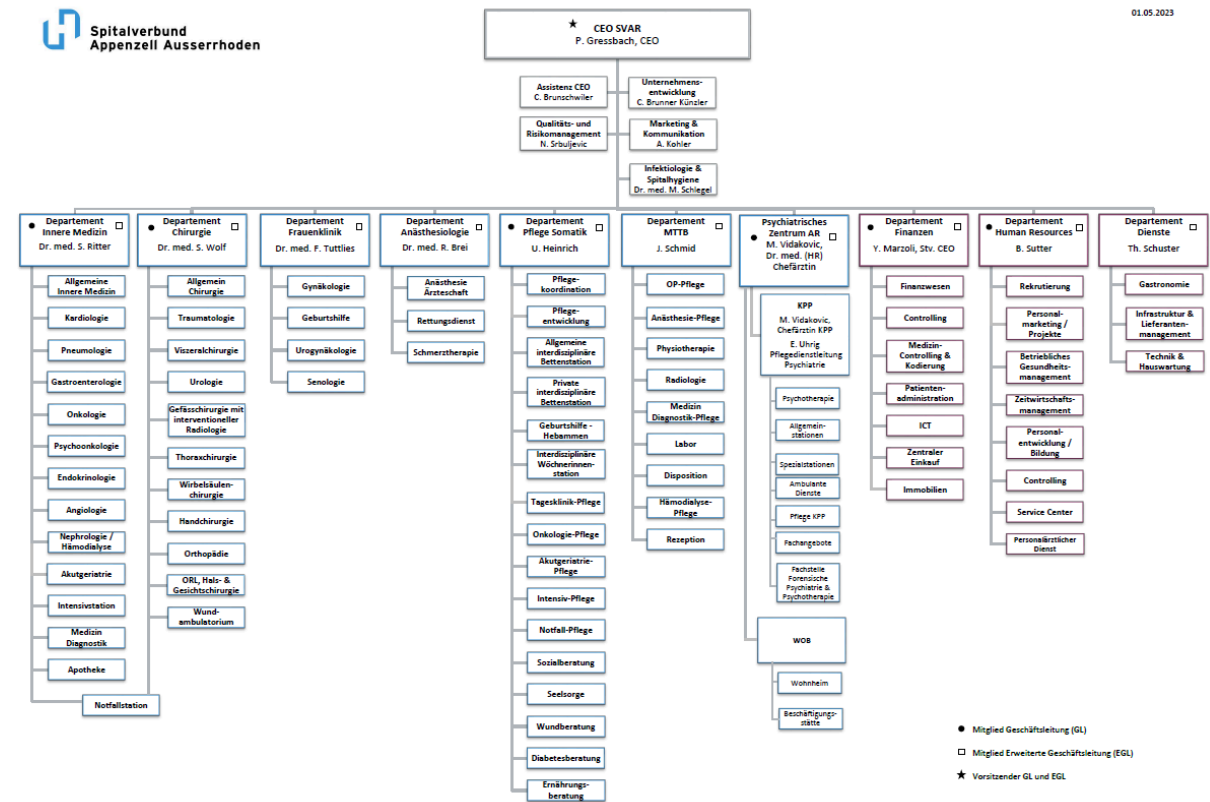 Spitalverbund
Appenzell Ausserrhoden
01.05.2023
★ CEO SVAR
P. Gressbach, CEO
Assistenz CEO
C. Brunschwiler
Unternehmens-
entwicklung
C. Brunner Künzler
Qualitäts- und
Risikomanagement
N. Srbuljevic
Marketing &
Kommunikation
A. Kohler
Infektiologie &
Spitalhygiene
Dr. med. M. Schlegel
Departement
Innere Medizin
Dr. med. S. Ritter
Allgemeine
Innere Medizin
Kardiologie
Pneumologie
Gastroenterologie
Onkologie
Psychoonkologie
Endokrinologie
Angiologie
Nephrologie /
Hämodialyse
Akutgeriatrie
Intensivstation
Medizin
Diagnostik
Apotheke
Notfallstation
Departement
Chirurgie
Dr. med. S. Wolf
Allgemein
Chirurgie
Traumatologie
Viszeralchirurgie
Urologie
Gefässchirurgie mit
interventioneller
Radiologie
Thoraxchirurgie
Wirbelsäulen-
chirurgie
Handchirurgie
Orthopädie
ORL, Hals- &
Gesichtschirurgie
Wund-
ambulatorium
Departement
Frauenklinik
Dr. med. F. Tuttlies
Gynäkologie
Geburtshilfe
Urogynäkologie
Senologie
Departement
Anästhesiologie
Dr. med. R. Brei
Anästhesie
Ärzteschaft
Rettungsdienst
Schmerztherapie
Departement
Pflege Somatik
U. Heinrich
Pflege-
koordination
Pflege-
entwicklung
Allgemeine
interdisziplinäre
Bettenstation
Private
interdisziplinäre
Bettenstation
Geburtshilfe -
Hebammen
Interdisziplinäre
Wöchnerinnen-
station
Tagesklinik-Pflege
Onkologie-Pflege
Akutgeriatrie-
Pflege
Intensiv-Pflege
Notfall-Pflege
Sozialberatung
Seelsorge
Wundberatung
Diabetesberatung
Ernährungs-
beratung
Departement
MTTB
J. Schmid
OP-Pflege
Anästhesie-Pflege
Physiotherapie
Radiologie
Medizin
Diagnostik-Pflege
Labor
Disposition
Hämodialyse-
Pflege
Rezeption
Psychiatrisches
Zentrum AR
M. Vidakovic,
Dr. med. (HR)
Chefärztin
KPP
M. Vidakovic,
Chefärztin KPP
E. Uhrig
Pflegedienstleitung
Psychiatrie
Psychotherapie
Allgemein-
stationen
Spezialstationen
Ambulante
Dienste
Pflege KPP
Fachangebote
Fachstelle
Forensische
Psychiatrie &
Psychotherapie
WOB
Wohnheim
Beschäftigungs-
stätte
Departement
Finanzen
Y. Marzoli, Stv. CEO
Finanzwesen
Controlling
Medizin-
Controlling &
Kodierung
Patienten-
administration
ICT
Zentraler
Einkauf
Immobilien
Departement
Human Resources
B. Sutter
Rekrutierung
Personal-
marketing /
Projekte
Betriebliches
Gesundheits-
management
Zeitwirtschafts-
management
Personal-
entwicklung /
Bildung
Controlling
Service Center
Personalärztlicher
Dienst
Departement
Dienste
Th. Schuster
Gastronomie
Infrastruktur &
Lieferanten-
management
Technik &
Hauswartung
● Mitglied Geschäftsleitung (GL)
□ Mitglied Erweiterte Geschäftsleitung (EGL)
★ Vorsitzender GL und EGL